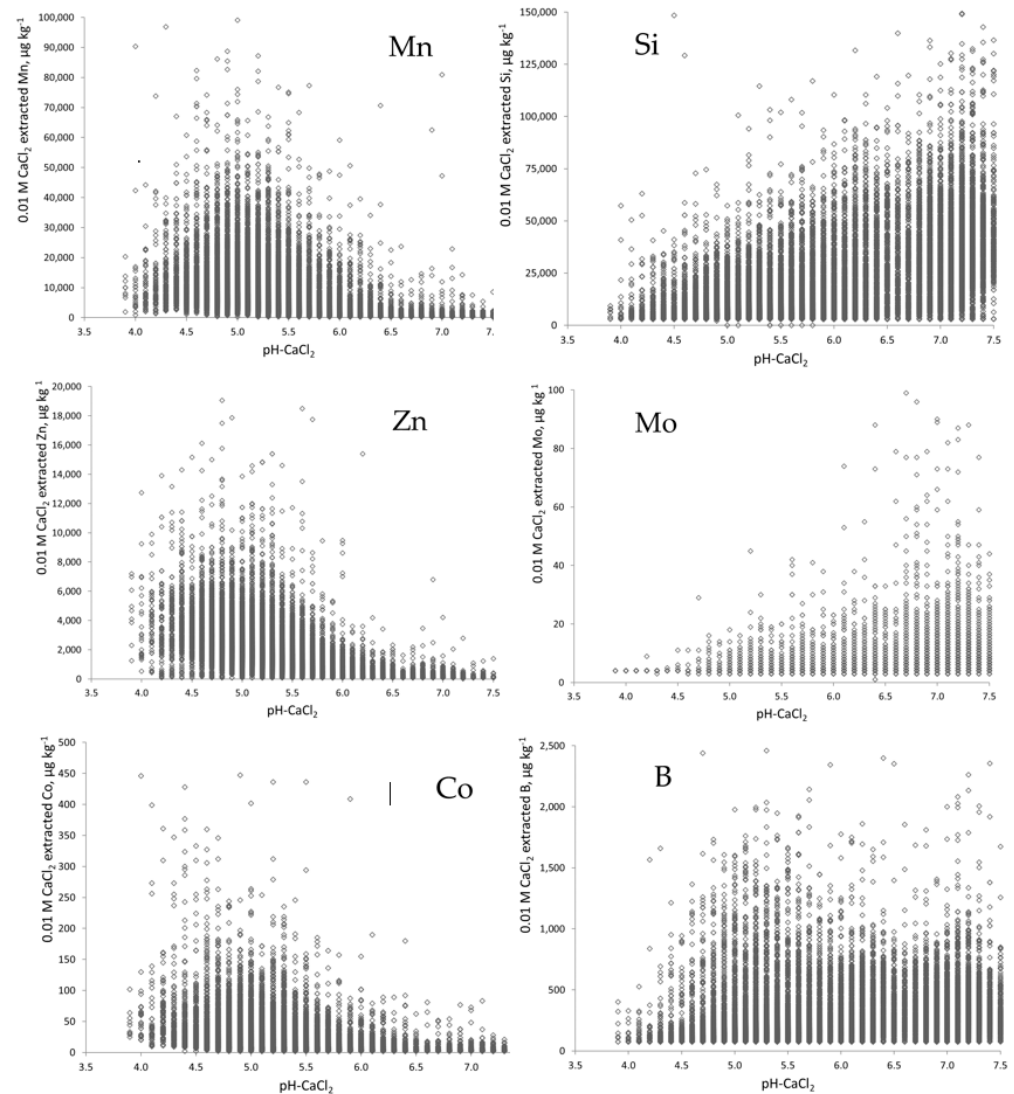 0.01 M CaCl₂ extracted Mn, µg kg⁻¹
100,000
90,000
80,000
70,000
60,000
50,000
40,000
30,000
20,000
10,000
0
Mn
3.5 4.0 4.5 5.0 5.5 6.0 6.5 7.0 7.5
pH-CaCl₂
0.01 M CaCl₂ extracted Si, µg kg⁻¹
150,000
125,000
100,000
75,000
50,000
25,000
0
Si
3.5 4.0 4.5 5.0 5.5 6.0 6.5 7.0 7.5
pH-CaCl₂
0.01 M CaCl₂ extracted Zn, µg kg⁻¹
20,000
18,000
16,000
14,000
12,000
10,000
8,000
6,000
4,000
2,000
0
Zn
3.5 4.0 4.5 5.0 5.5 6.0 6.5 7.0 7.5
pH-CaCl₂
0.01 M CaCl₂ extracted Mo, µg kg⁻¹
100
80
60
40
20
0
Mo
3.5 4.0 4.5 5.0 5.5 6.0 6.5 7.0 7.5
pH-CaCl₂
0.01 M CaCl₂ extracted Co, µg kg⁻¹
500
450
400
350
300
250
200
150
100
50
0
Co
3.5 4.0 4.5 5.0 5.5 6.0 6.5 7.0
pH-CaCl₂
0.01 M CaCl₂ extracted B, µg kg⁻¹
2,500
2,000
1,500
1,000
500
0
B
3.5 4.0 4.5 5.0 5.5 6.0 6.5 7.0 7.5
pH-CaCl₂